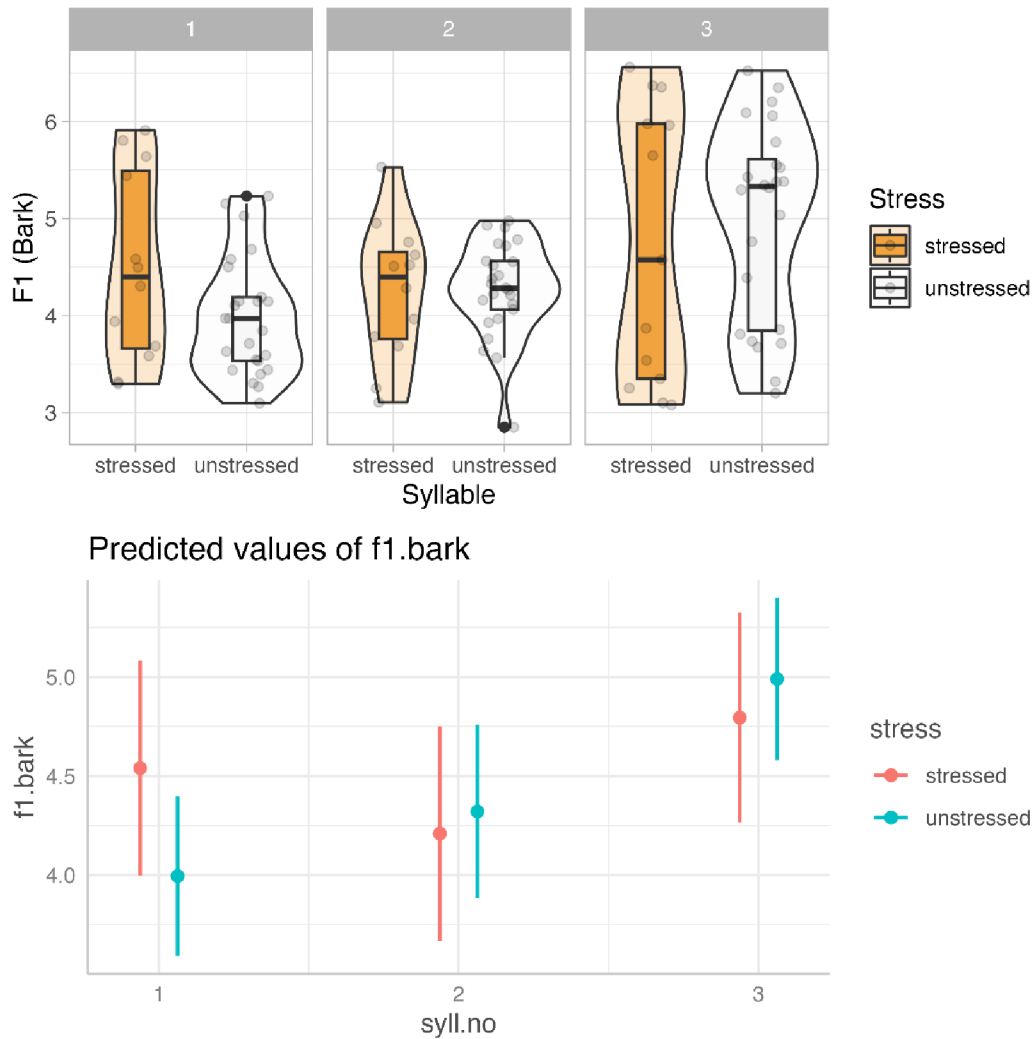 1 2 3
6
5
4
3
F1 (Bark)
stressed unstressed stressed unstressed stressed unstressed
Syllable
Stress
stressed
unstressed
Predicted values of f1.bark
5.0
4.5
4.0
f1.bark
1 2 3
syll.no
stress
stressed
unstressed